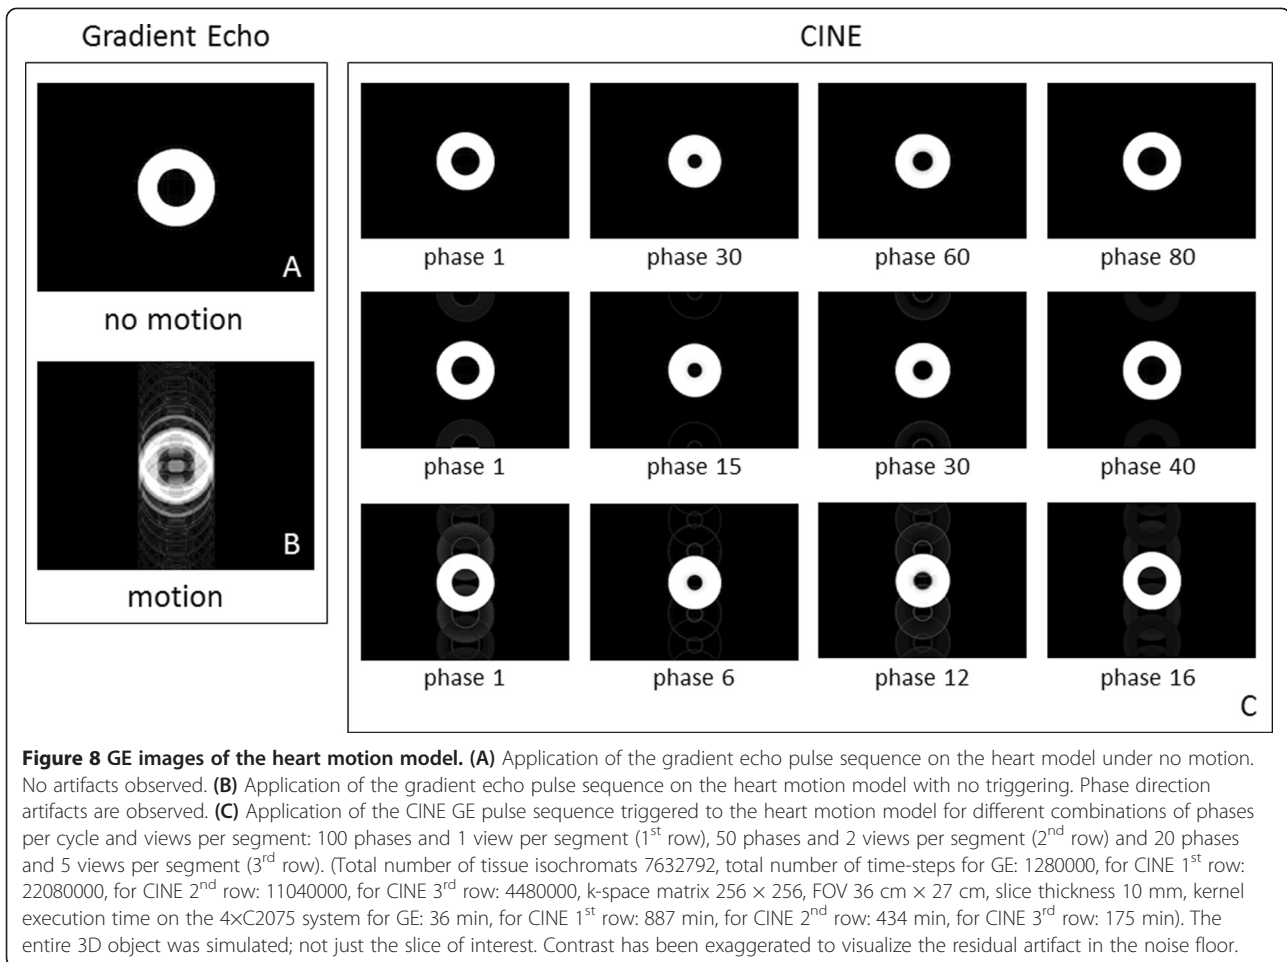 Gradient Echo
A
no motion
B
motion
CINE
phase 1 phase 30 phase 60 phase 80
phase 1 phase 15 phase 30 phase 40
phase 1 phase 6 phase 12 phase 16
C
Figure 8 GE images of the heart motion model. (A) Application of the gradient echo pulse sequence on the heart model under no motion.
No artifacts observed. (B) Application of the gradient echo pulse sequence on the heart motion model with no triggering. Phase direction
artifacts are observed. (C) Application of the CINE GE pulse sequence triggered to the heart motion model for different combinations of phases
per cycle and views per segment: 100 phases and 1 view per segment (1st row), 50 phases and 2 views per segment (2nd row) and 20 phases
and 5 views per segment (3rd row). (Total number of tissue isochromats 7632792, total number of time-steps for GE: 1280000, for CINE 1st row:
22080000, for CINE 2nd row: 11040000, for CINE 3rd row: 4480000, k-space matrix 256 × 256, FOV 36 cm × 27 cm, slice thickness 10 mm, kernel
execution time on the 4×C2075 system for GE: 36 min, for CINE 1st row: 887 min, for CINE 2nd row: 434 min, for CINE 3rd row: 175 min). The
entire 3D object was simulated; not just the slice of interest. Contrast has been exaggerated to visualize the residual artifact in the noise floor.